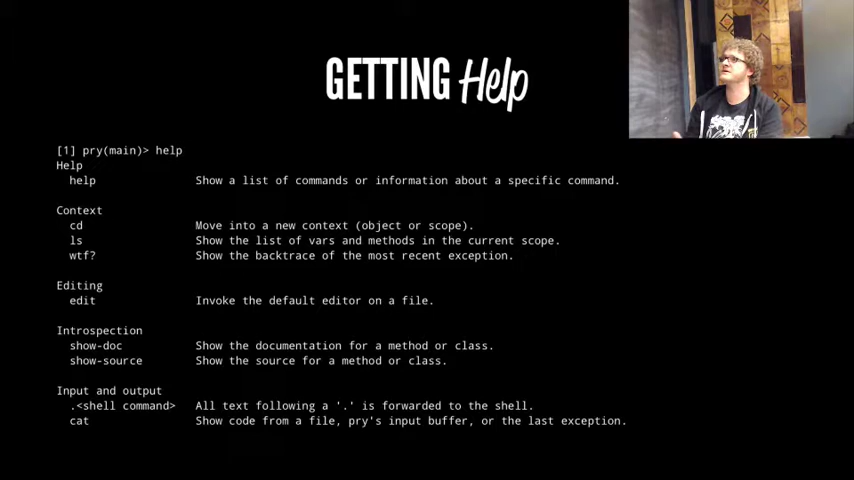 GETTING Help
[1] pry(main)> help
Help
help Show a list of commands or information about a specific command.
Context
cd Move into a new context (object or scope).
ls Show the list of vars and methods in the current scope.
wtf? Show the backtrace of the most recent exception.
Editing
edit Invoke the default editor on a file.
Introspection
show-doc Show the documentation for a method or class.
show-source Show the source for a method or class.
Input and output
.<shell command> All text following a '.' is forwarded to the shell.
cat Show code from a file, pry's input buffer, or the last exception.